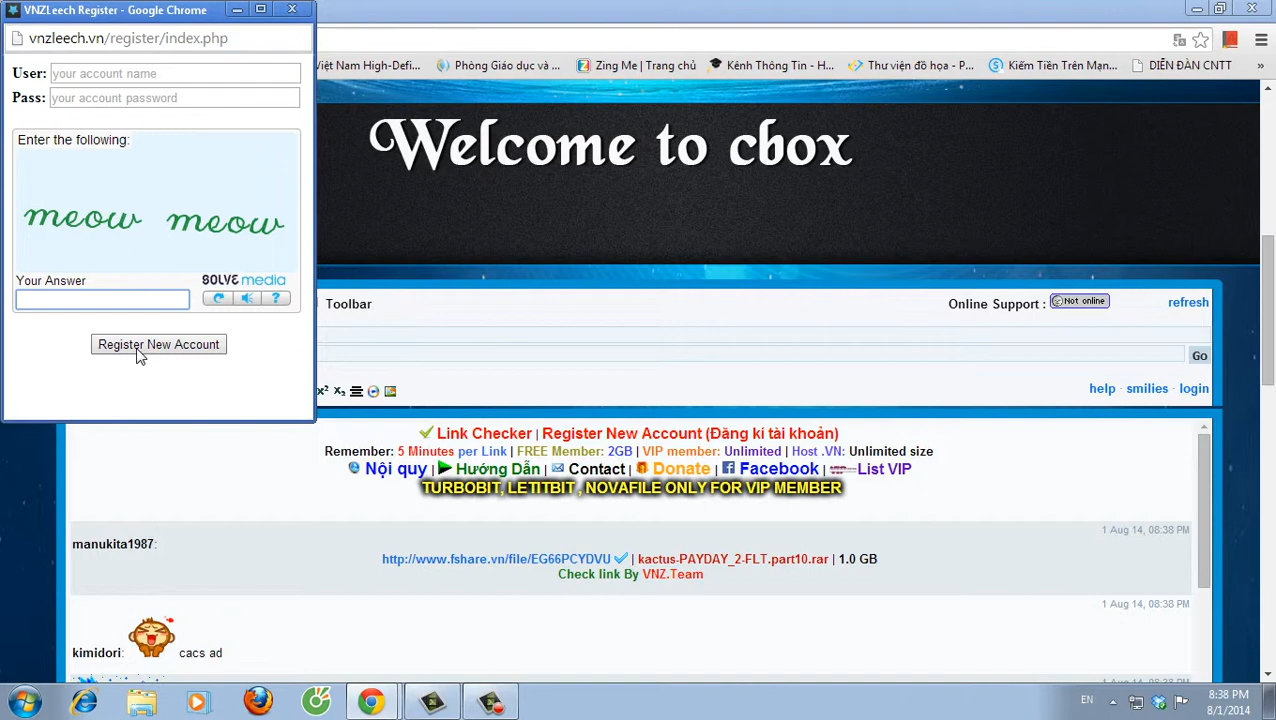 VNZLeech Register - Google Chrome
vnzleech.vn/register/index.php
User: your account name
Pass: your account password
Enter the following:
meow meow
Your Answer
SOLVE media
Register New Account
Việt Nam High-Defi...
Phòng Giáo dục và ...
Zing Me | Trang chủ
Kênh Thông Tin - H...
Thư viện đồ họa - P...
Kiếm Tiền Trên Mạn...
DIỄN ĐÀN CNTT
Welcome to cbox
Toolbar
Online Support : Not online
refresh
Go
x² x₂
help · smilies · login
Link Checker | Register New Account (Đăng kí tài khoản)
Remember: 5 Minutes per Link | FREE Member: 2GB | VIP member: Unlimited | Host .VN: Unlimited size
Nội quy | Hướng Dẫn | Contact | Donate | Facebook | List VIP
TURBOBIT, LETITBIT , NOVAFILE ONLY FOR VIP MEMBER
1 Aug 14, 08:38 PM
manukita1987:
http://www.fshare.vn/file/EG66PCYDVU | kactus-PAYDAY_2-FLT.part10.rar | 1.0 GB
Check link By VNZ.Team
1 Aug 14, 08:38 PM
kimidori: cacs ad
EN
8:38 PM
8/1/2014